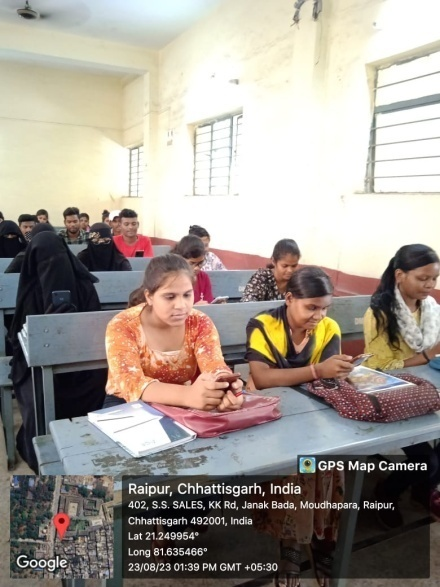 GPS Map Camera
Raipur, Chhattisgarh, India
402, S.S. SALES, KK Rd, Janak Bada, Moudhapara, Raipur,
Chhattisgarh 492001, India
Lat 21.249954°
Long 81.635466°
23/08/23 01:39 PM GMT +05:30
Google